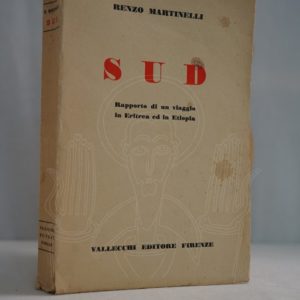 RENZO MARTINELLI
SUD
Rapporto di un viaggio
in Eritrea ed in Etiopia
VALLECCHI EDITORE FIRENZE